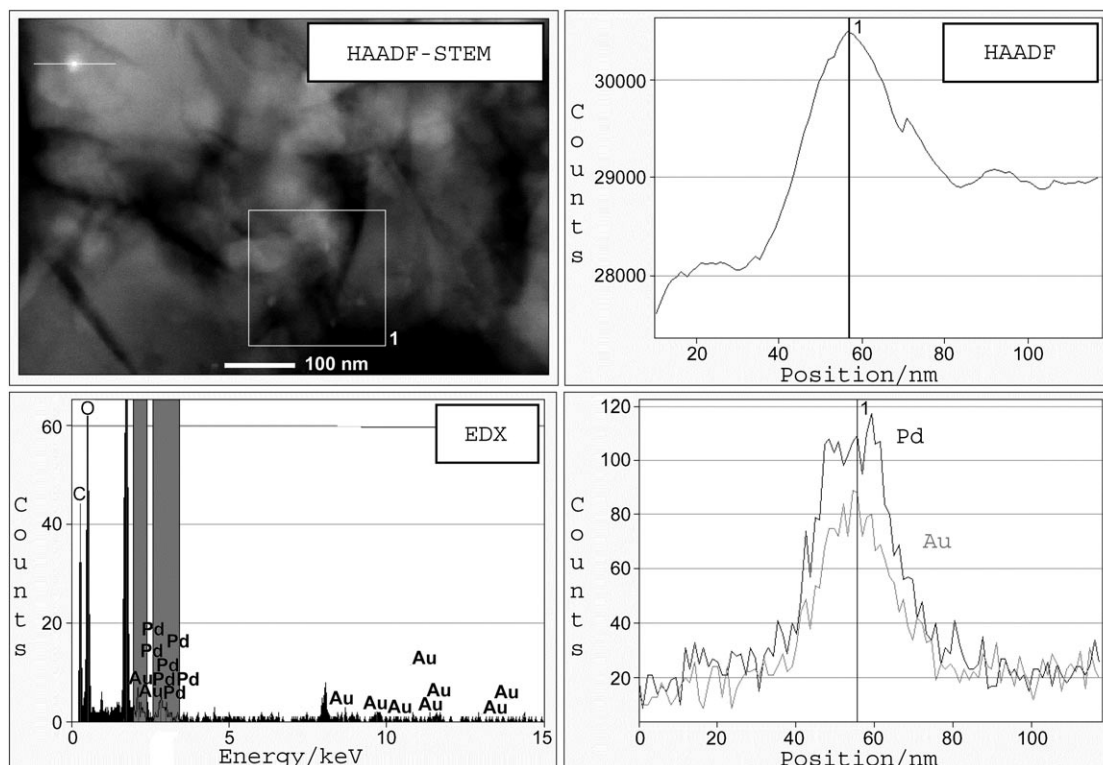 HAADF-STEM
1
100 nm
HAADF
1
Counts
30000
29000
28000
20 40 60 80 100
Position/nm
EDX
O
C
Counts
60
40
20
0
Pd
Pd
Pd
Pd
Au Pd Pd
Au Pd
Au
Au Au Au Au Au Au Au
0 5 10 15
Energy/keV
1
Pd
Au
Counts
120
100
80
60
40
20
0 20 40 60 80 100
Position/nm